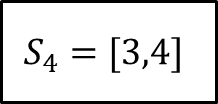 S₄ = [3,4]